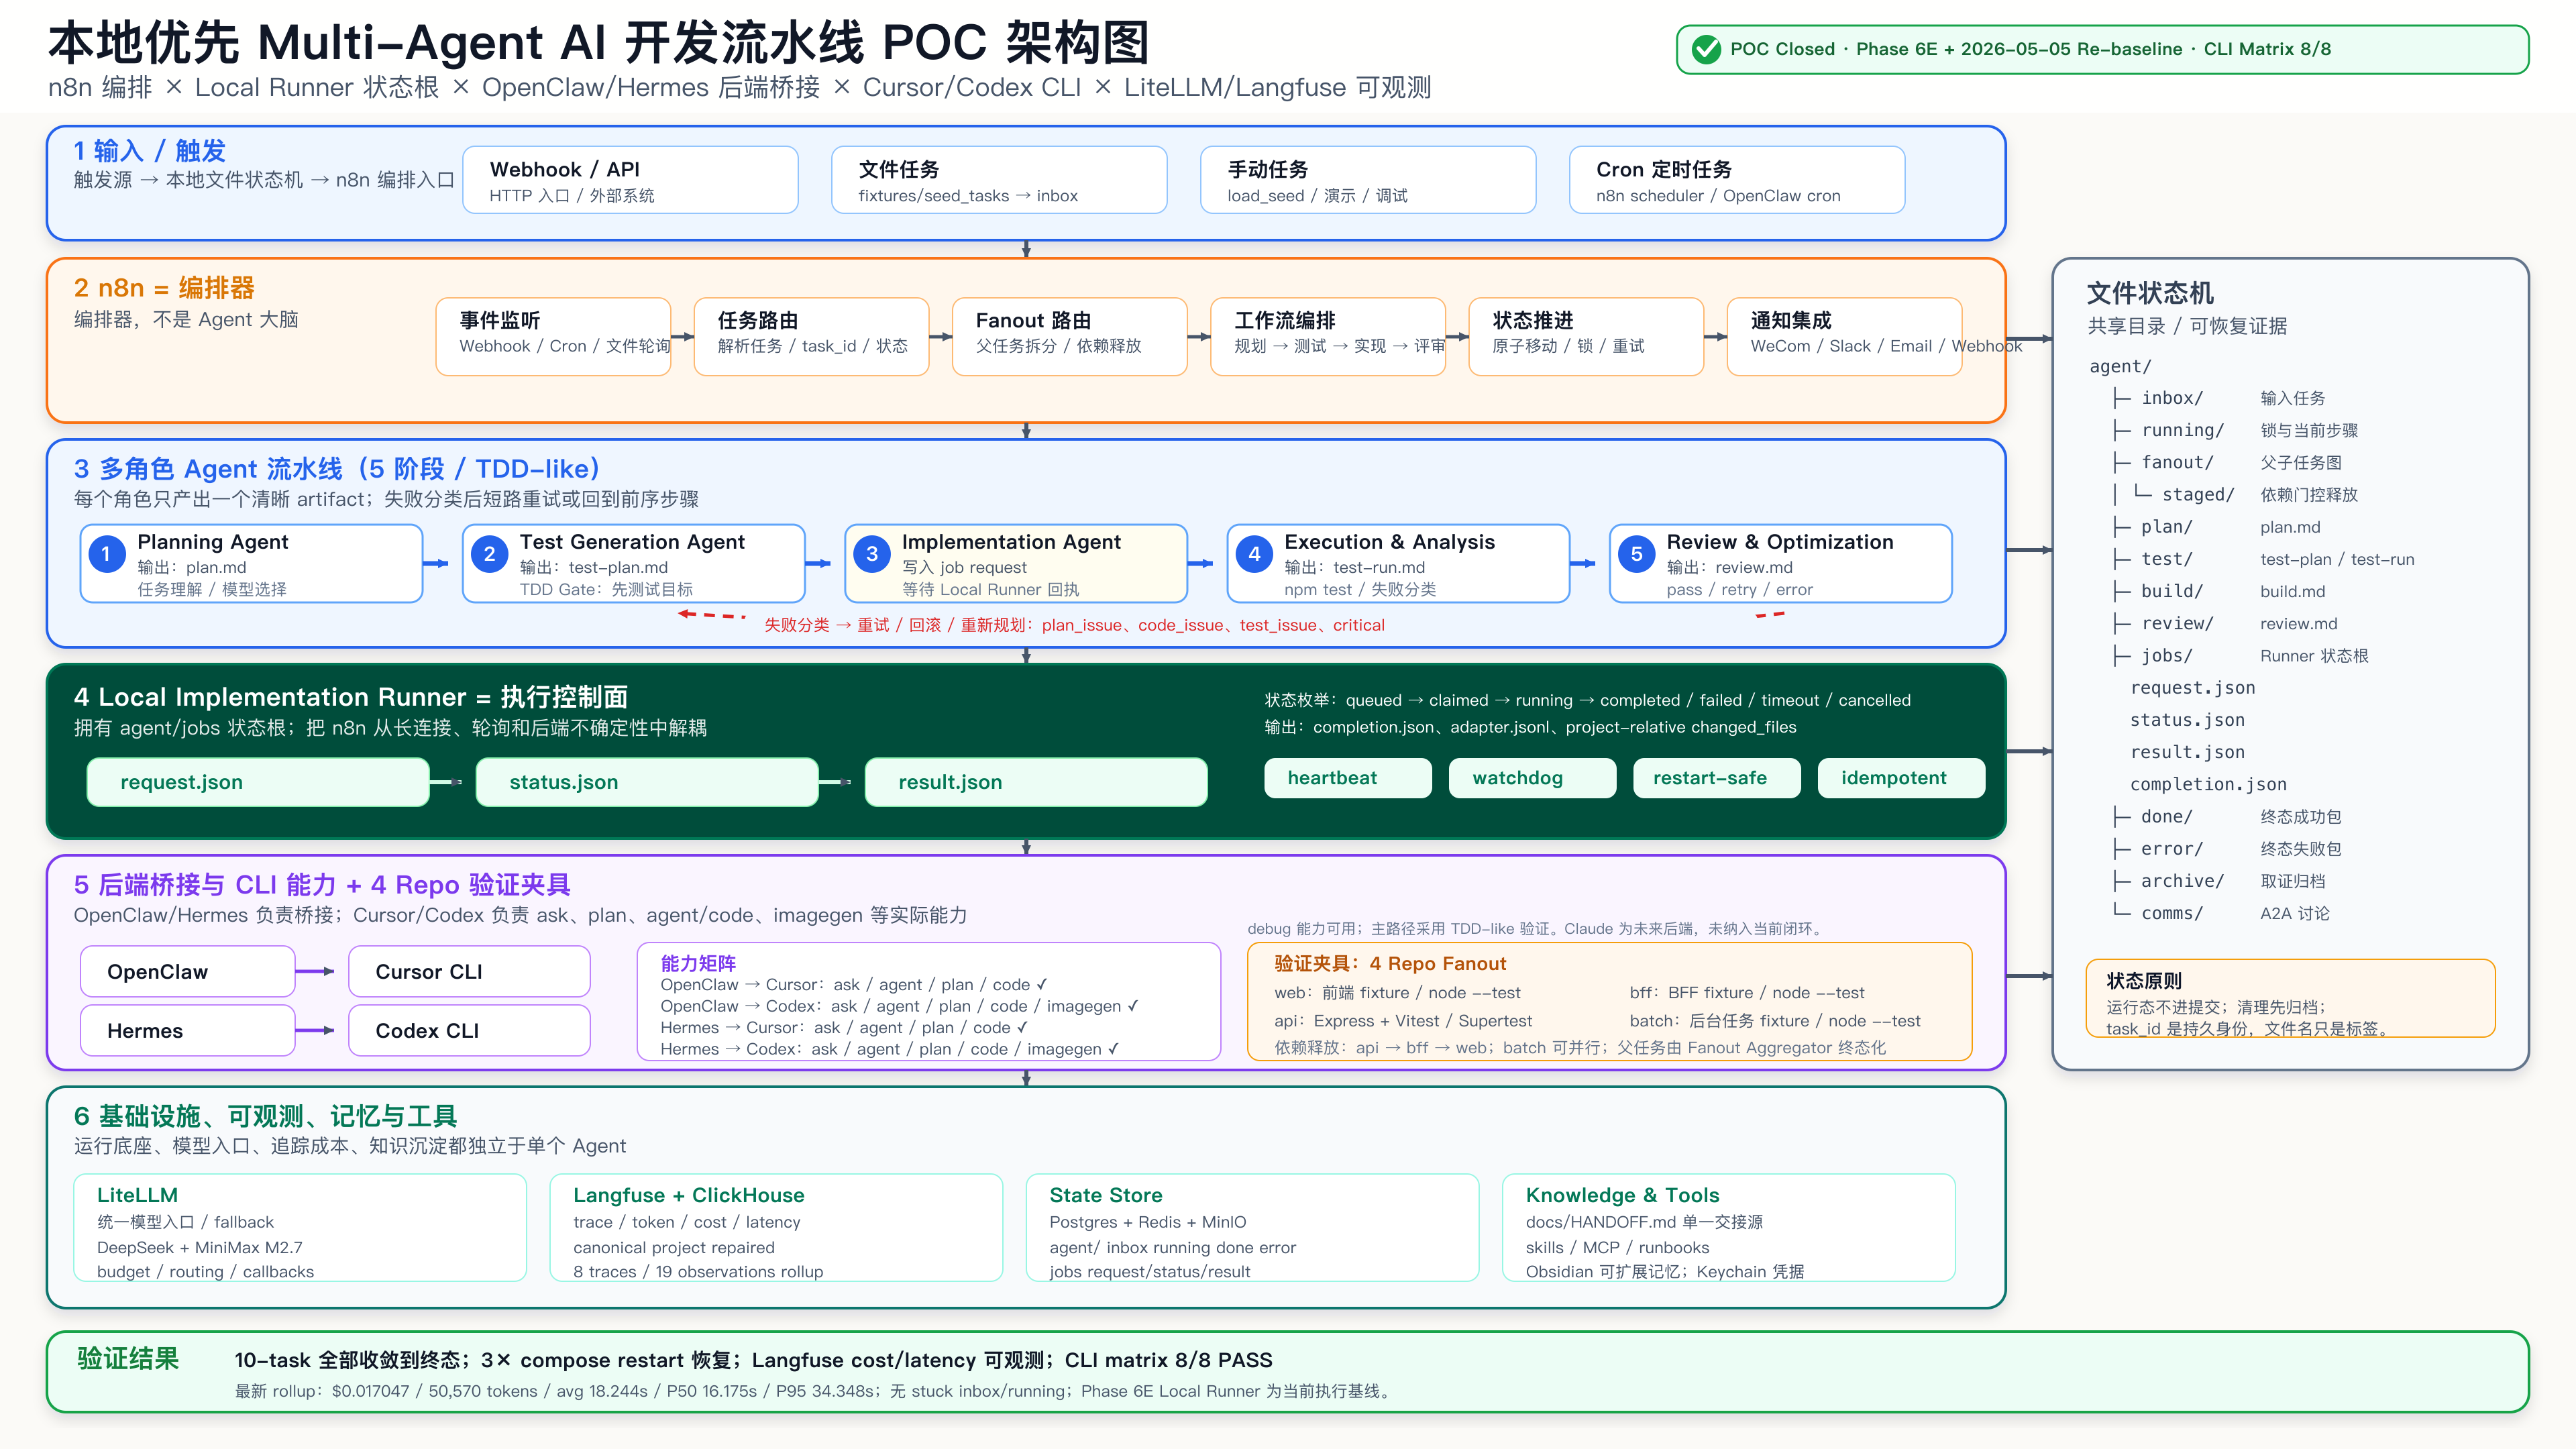 本地优先 Multi-Agent AI 开发流水线 POC 架构图
n8n 编排 × Local Runner 状态根 × OpenClaw/Hermes 后端桥接 × Cursor/Codex CLI × LiteLLM/Langfuse 可观测
POC Closed · Phase 6E + 2026-05-05 Re-baseline · CLI Matrix 8/8
1 输入 / 触发
触发源 → 本地文件状态机 → n8n 编排入口
Webhook / API
HTTP 入口 / 外部系统
文件任务
fixtures/seed_tasks → inbox
手动任务
load_seed / 演示 / 调试
Cron 定时任务
n8n scheduler / OpenClaw cron
2 n8n = 编排器
编排器，不是 Agent 大脑
事件监听
Webhook / Cron / 文件轮询
任务路由
解析任务 / task_id / 状态
Fanout 路由
父任务拆分 / 依赖释放
工作流编排
规划 → 测试 → 实现 → 评审
状态推进
原子移动 / 锁 / 重试
通知集成
WeCom / Slack / Email / Webhook
3 多角色 Agent 流水线（5 阶段 / TDD-like）
每个角色只产出一个清晰 artifact；失败分类后短路重试或回到前序步骤
1
Planning Agent
输出：plan.md
任务理解 / 模型选择
2
Test Generation Agent
输出：test-plan.md
TDD Gate：先测试目标
3
Implementation Agent
写入 job request
等待 Local Runner 回执
4
Execution & Analysis
输出：test-run.md
npm test / 失败分类
5
Review & Optimization
输出：review.md
pass / retry / error
失败分类 → 重试 / 回滚 / 重新规划：plan_issue、code_issue、test_issue、critical
4 Local Implementation Runner = 执行控制面
拥有 agent/jobs 状态根；把 n8n 从长连接、轮询和后端不确定性中解耦
request.json
status.json
result.json
状态枚举：queued → claimed → running → completed / failed / timeout / cancelled
输出：completion.json、adapter.jsonl、project-relative changed_files
heartbeat
watchdog
restart-safe
idempotent
5 后端桥接与 CLI 能力 + 4 Repo 验证夹具
OpenClaw/Hermes 负责桥接；Cursor/Codex 负责 ask、plan、agent/code、imagegen 等实际能力
OpenClaw
Cursor CLI
Hermes
Codex CLI
能力矩阵
OpenClaw → Cursor：ask / agent / plan / code ✓
OpenClaw → Codex：ask / agent / plan / code / imagegen ✓
Hermes → Cursor：ask / agent / plan / code ✓
Hermes → Codex：ask / agent / plan / code / imagegen ✓
debug 能力可用；主路径采用 TDD-like 验证。Claude 为未来后端，未纳入当前闭环。
验证夹具：4 Repo Fanout
web：前端 fixture / node --test
bff：BFF fixture / node --test
api：Express + Vitest / Supertest
batch：后台任务 fixture / node --test
依赖释放：api → bff → web；batch 可并行；父任务由 Fanout Aggregator 终态化
6 基础设施、可观测、记忆与工具
运行底座、模型入口、追踪成本、知识沉淀都独立于单个 Agent
LiteLLM
统一模型入口 / fallback
DeepSeek + MiniMax M2.7
budget / routing / callbacks
Langfuse + ClickHouse
trace / token / cost / latency
canonical project repaired
8 traces / 19 observations rollup
State Store
Postgres + Redis + MinIO
agent/ inbox running done error
jobs request/status/result
Knowledge & Tools
docs/HANDOFF.md 单一交接源
skills / MCP / runbooks
Obsidian 可扩展记忆；Keychain 凭据
文件状态机
共享目录 / 可恢复证据
agent/
├─ inbox/ 输入任务
├─ running/ 锁与当前步骤
├─ fanout/ 父子任务图
│ └─ staged/ 依赖门控释放
├─ plan/ plan.md
├─ test/ test-plan / test-run
├─ build/ build.md
├─ review/ review.md
├─ jobs/ Runner 状态根
request.json
status.json
result.json
completion.json
├─ done/ 终态成功包
├─ error/ 终态失败包
├─ archive/ 取证归档
└─ comms/ A2A 讨论
状态原则
运行态不进提交；清理先归档；
task_id 是持久身份，文件名只是标签。
验证结果
10-task 全部收敛到终态；3× compose restart 恢复；Langfuse cost/latency 可观测；CLI matrix 8/8 PASS
最新 rollup：$0.017047 / 50,570 tokens / avg 18.244s / P50 16.175s / P95 34.348s；无 stuck inbox/running；Phase 6E Local Runner 为当前执行基线。